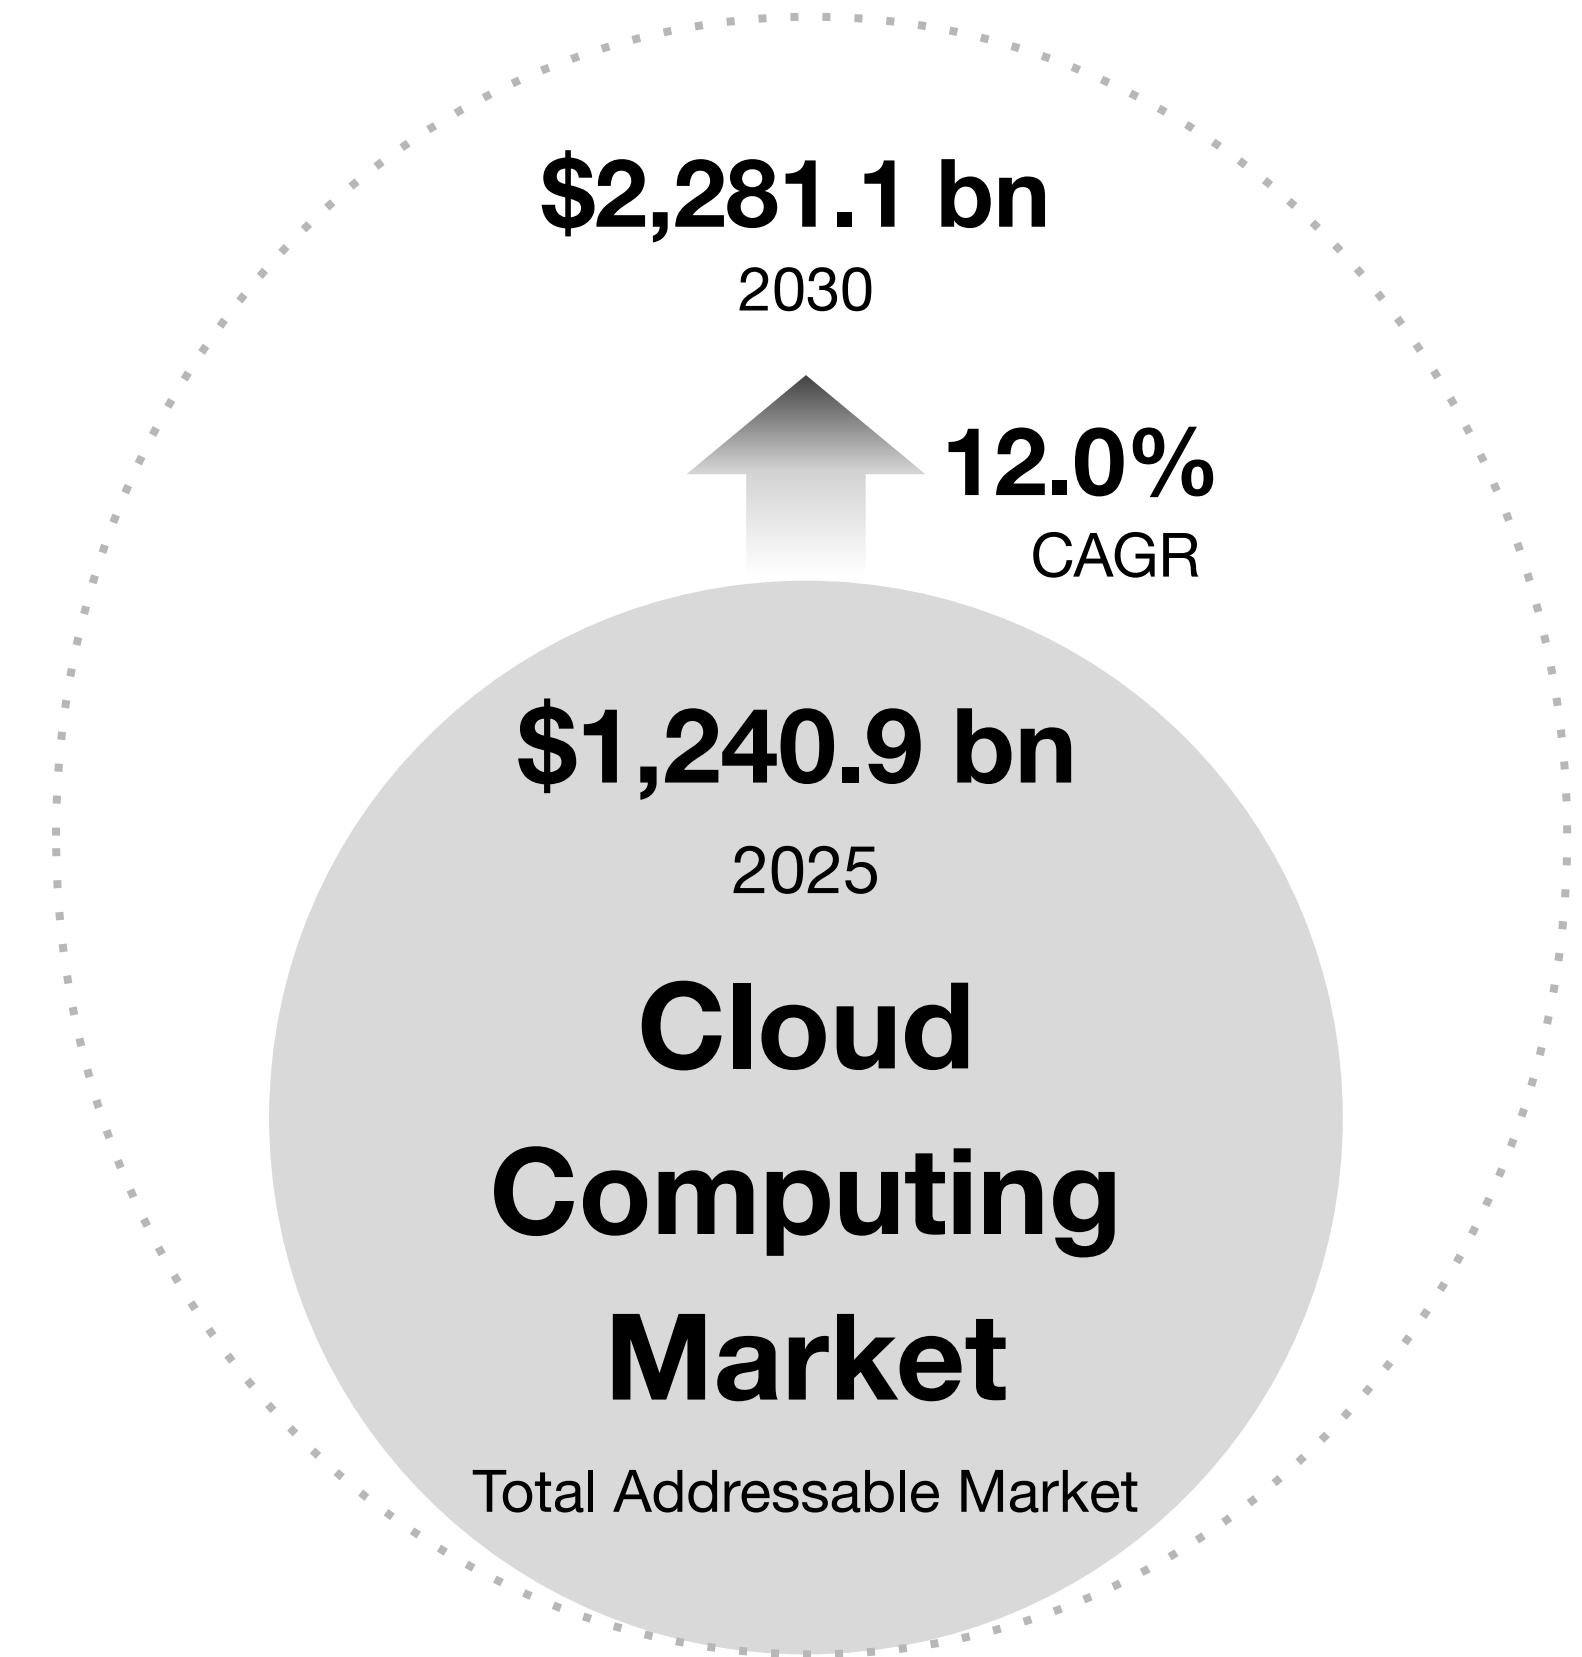 $2,281.1 bn
2030
12.0%
CAGR
$1,240.9 bn
2025
Cloud
Computing
Market
Total Addressable Market